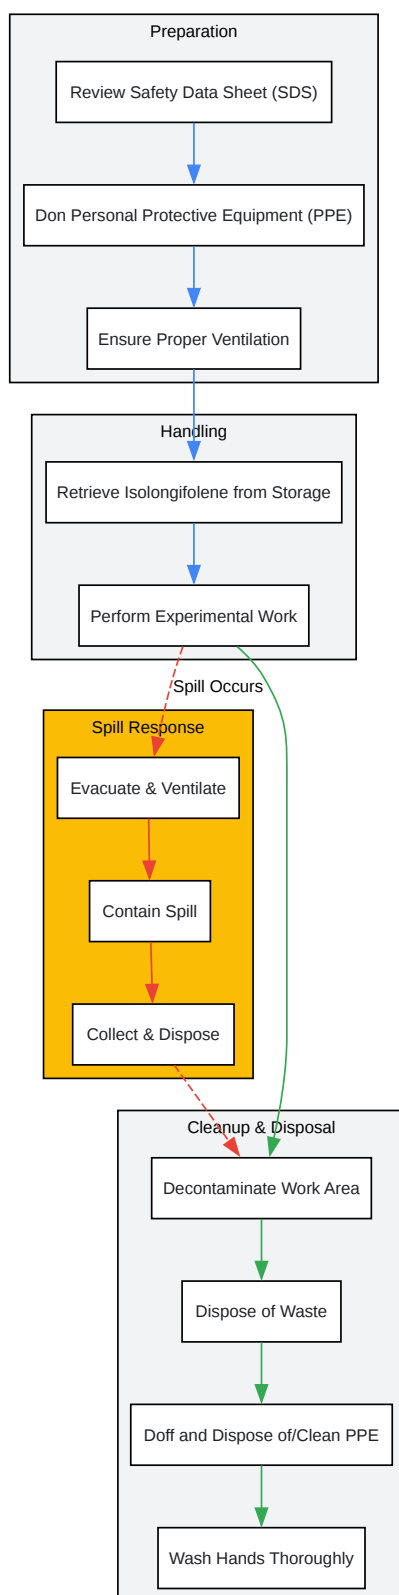 Preparation
Review Safety Data Sheet (SDS)
Don Personal Protective Equipment (PPE)
Ensure Proper Ventilation
Handling
Retrieve Isolongifolene from Storage
Perform Experimental Work
Spill Occurs
Spill Response
Evacuate & Ventilate
Contain Spill
Collect & Dispose
Cleanup & Disposal
Decontaminate Work Area
Dispose of Waste
Doff and Dispose of/Clean PPE
Wash Hands Thoroughly